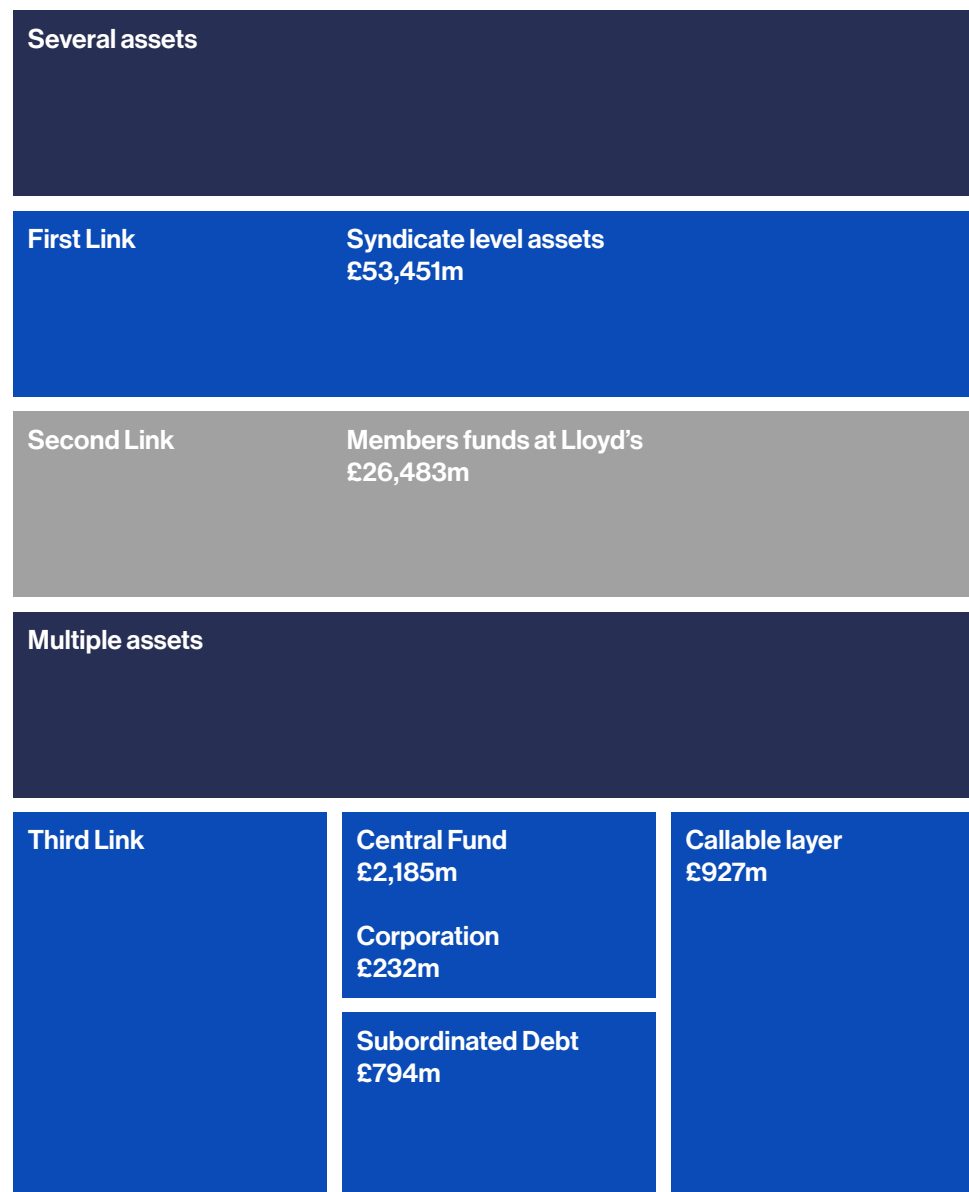 Several assets
First Link
Syndicate level assets
£53,451m
Second Link
Members funds at Lloyd’s
£26,483m
Multiple assets
Third Link
Central Fund
£2,185m
Corporation
£232m
Subordinated Debt
£794m
Callable layer
£927m